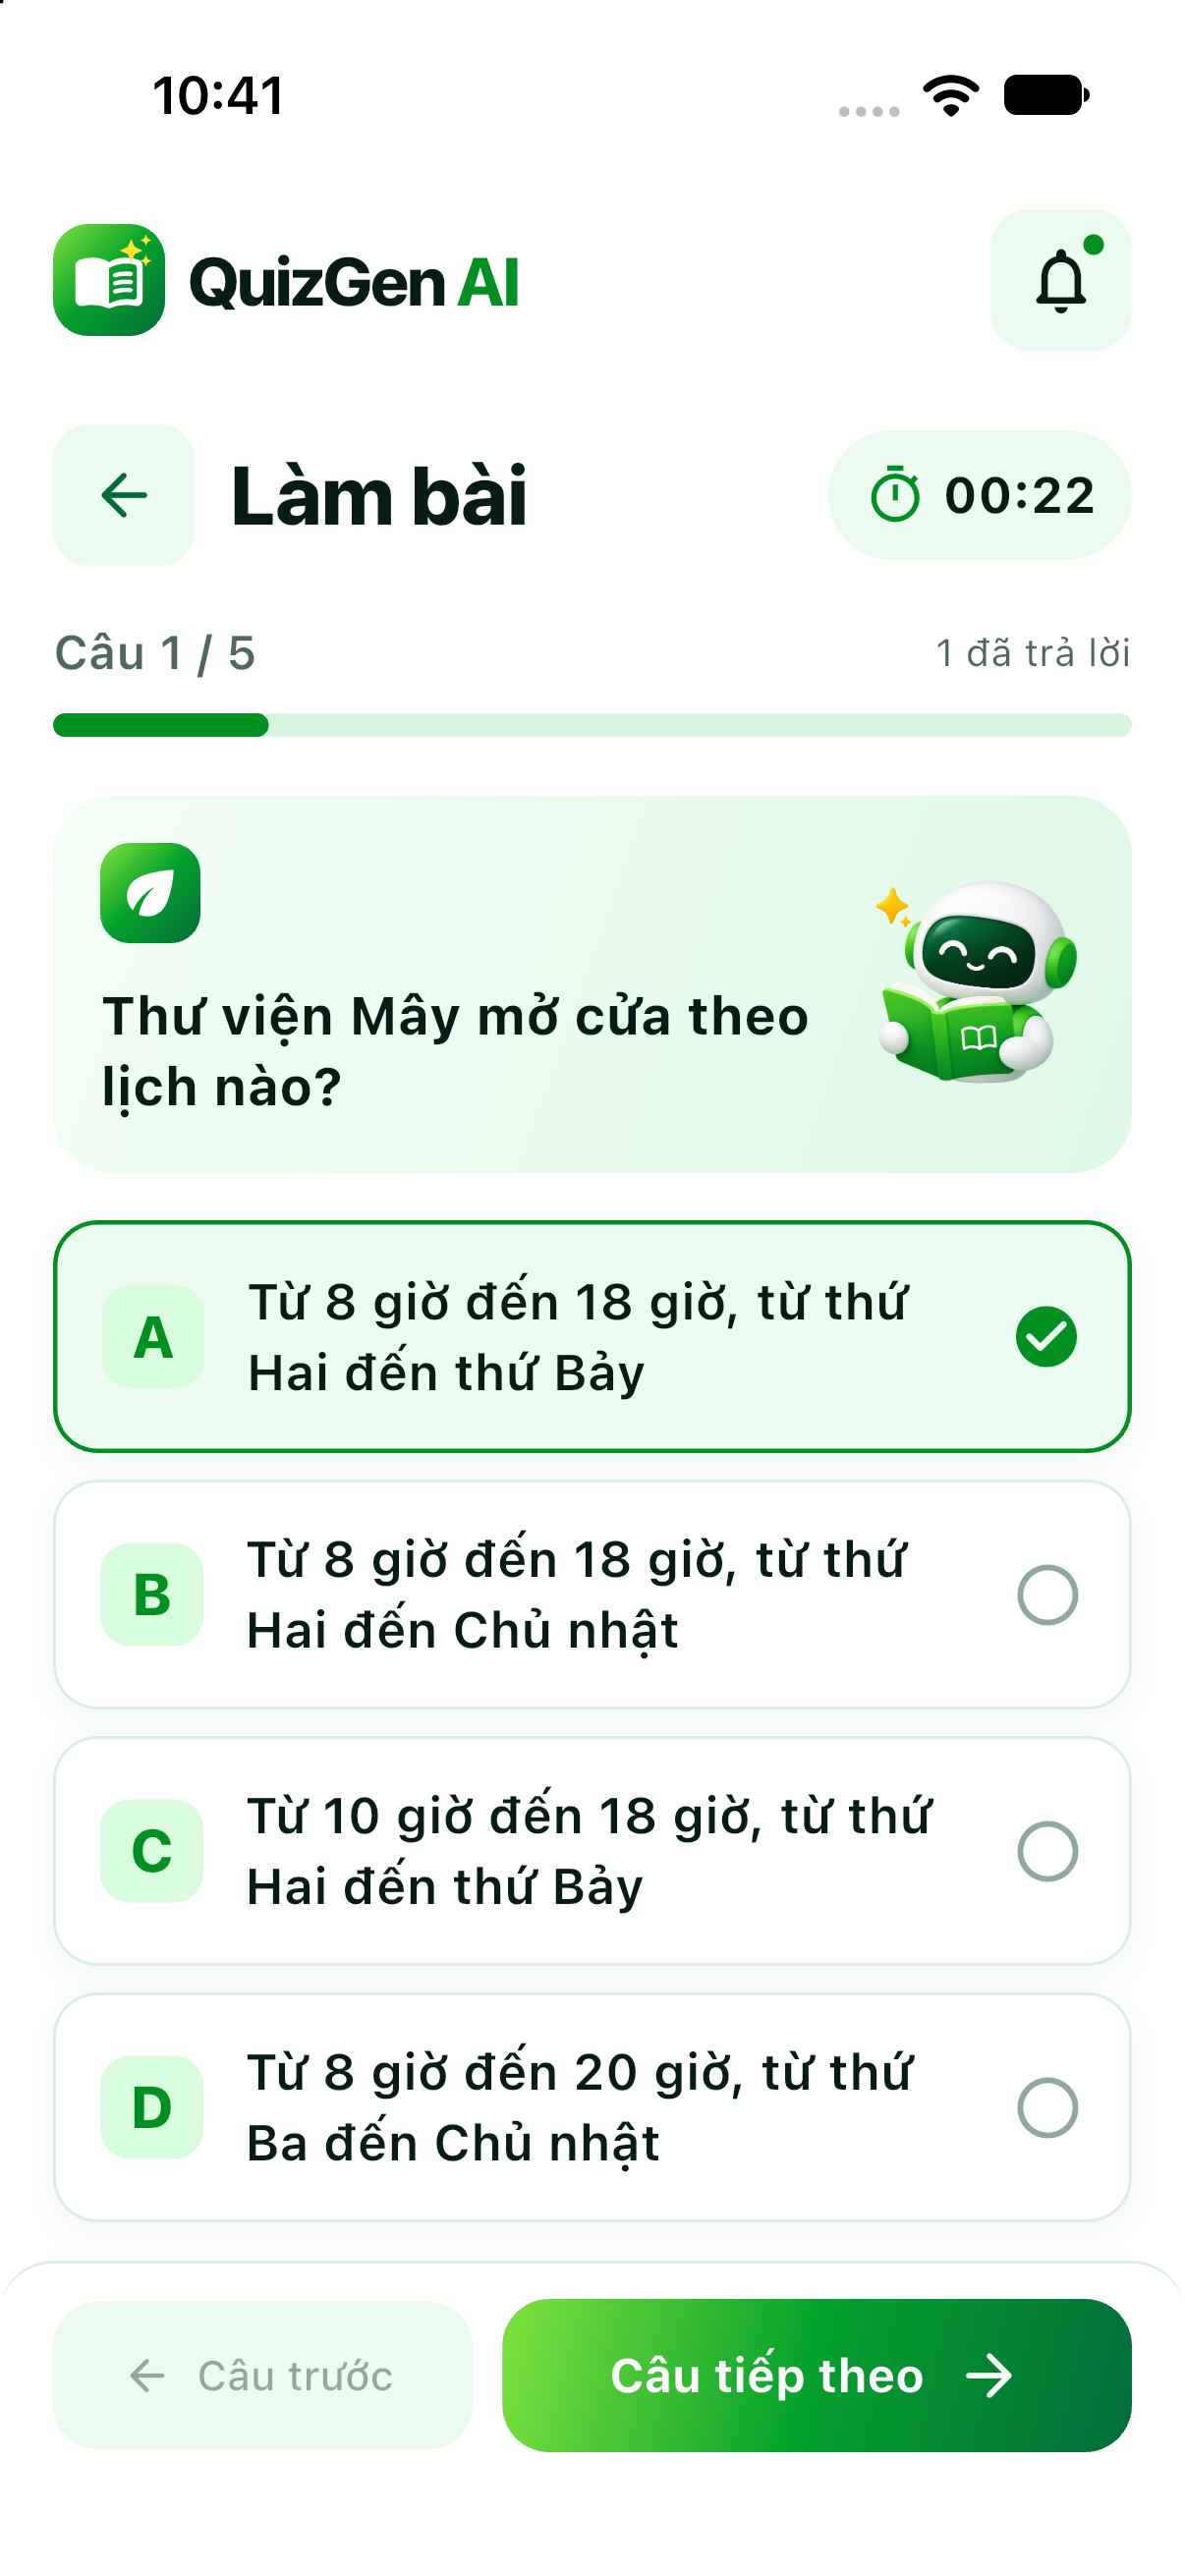 10:41
QuizGen AI
Làm bài
00:22
Câu 1 / 5
1 đã trả lời
Thư viện Mây mở cửa theo
lịch nào?
A
Từ 8 giờ đến 18 giờ, từ thứ
Hai đến thứ Bảy
B
Từ 8 giờ đến 18 giờ, từ thứ
Hai đến Chủ nhật
C
Từ 10 giờ đến 18 giờ, từ thứ
Hai đến thứ Bảy
D
Từ 8 giờ đến 20 giờ, từ thứ
Ba đến Chủ nhật
Câu trước
Câu tiếp theo